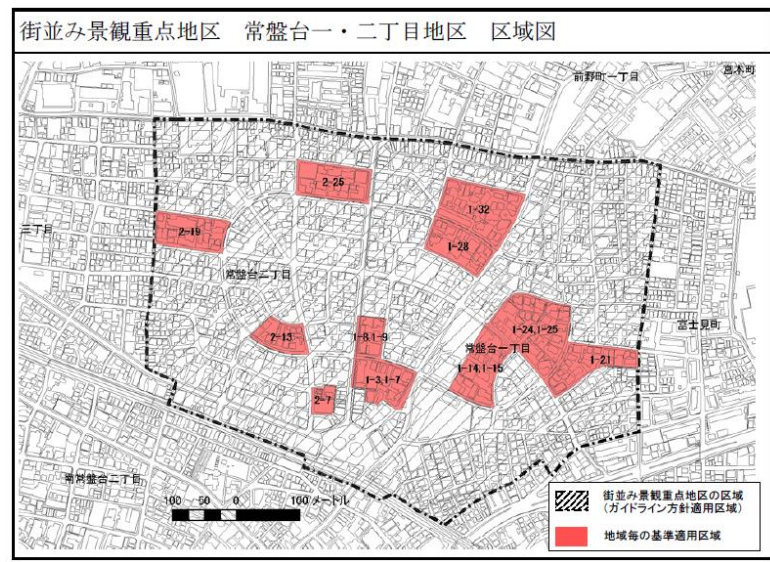 街並み景観重点地区　常盤台一・二丁目地区　区域図
前野町一丁目
宮本町
2-25
1-32
2-19
三丁目
1-28
常盤台二丁目
1-24,1-25
富士見町
2-13
1-8,1-9
常盤台一丁目
1-21
1-14,1-15
1-3,1-7
2-7
南常盤台二丁目
100 50 0 100メートル
街並み景観重点地区の区域
（ガイドライン方針適用区域）
地域毎の基準適用区域